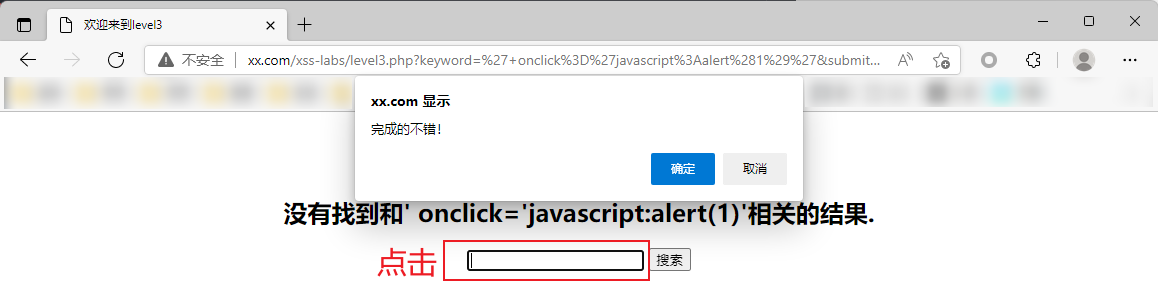 欢迎来到level3
不安全 xx.com/xss-labs/level3.php?keyword=%27+onclick%3D%27javascript%3Aalert%281%29%27&submit...
xx.com 显示
完成的不错!
确定 取消
没有找到和' onclick='javascript:alert(1)'相关的结果.
点击 搜索